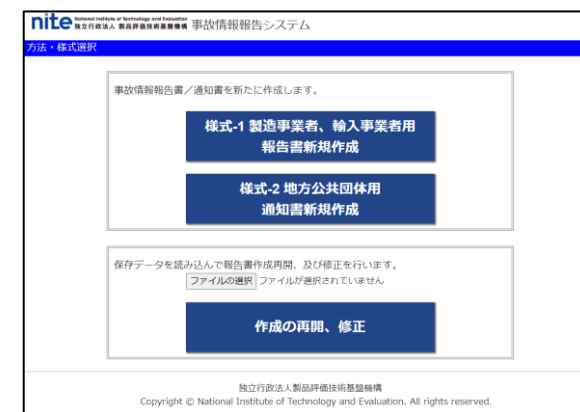 nite National Institute of Technology and Evaluation
独立行政法人 製品評価技術基盤機構 事故情報報告システム
方法・様式選択
事故情報報告書／通知書を新たに作成します。
様式-1 製造事業者、輸入事業者用
報告書新規作成
様式-2 地方公共団体用
通知書新規作成
保存データを読み込んで報告書作成再開、及び修正を行います。
ファイルの選択 ファイルが選択されていません
作成の再開、修正
独立行政法人製品評価技術基盤機構
Copyright © National Institute of Technology and Evaluation. All rights reserved.